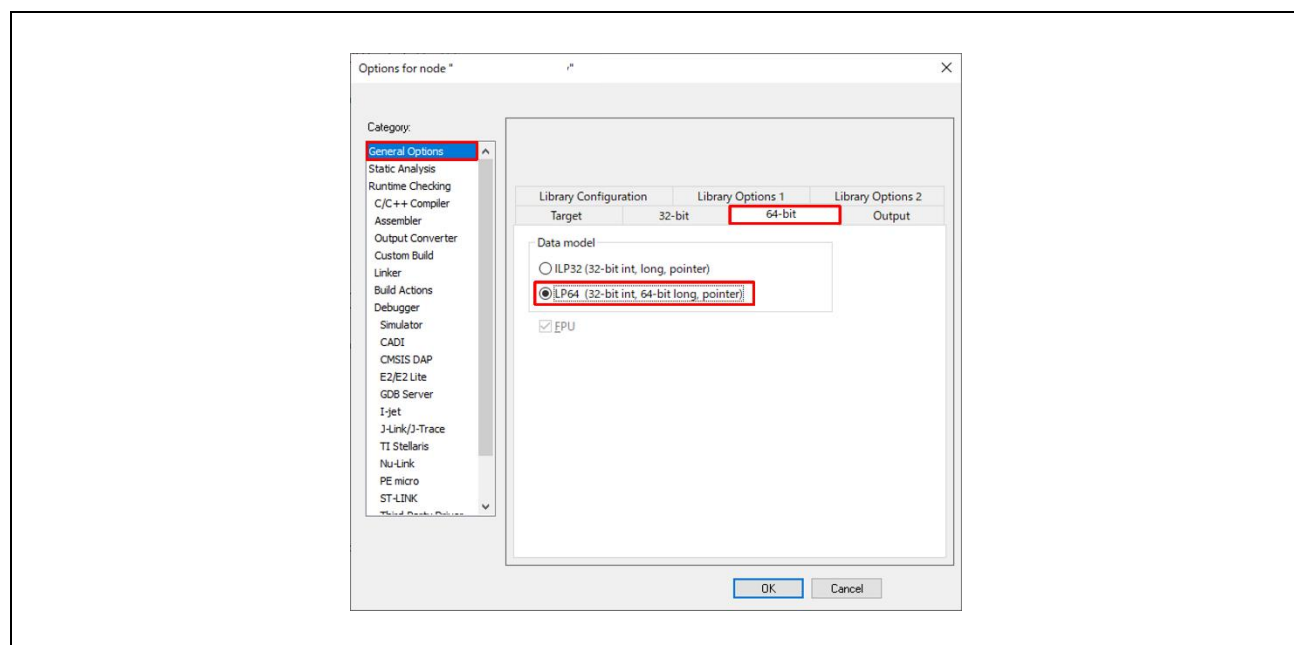 Options for node "                    "
Category:
General Options
Static Analysis
Runtime Checking
C/C++ Compiler
Assembler
Output Converter
Custom Build
Linker
Build Actions
Debugger
Simulator
CADI
CMSIS DAP
E2/E2 Lite
GDB Server
I-jet
J-Link/J-Trace
TI Stellaris
Nu-Link
PE micro
ST-LINK
Library Configuration Library Options 1 Library Options 2
Target 32-bit 64-bit Output
Data model
ILP32 (32-bit int, long, pointer)
LP64 (32-bit int, 64-bit long, pointer)
FPU
OK Cancel